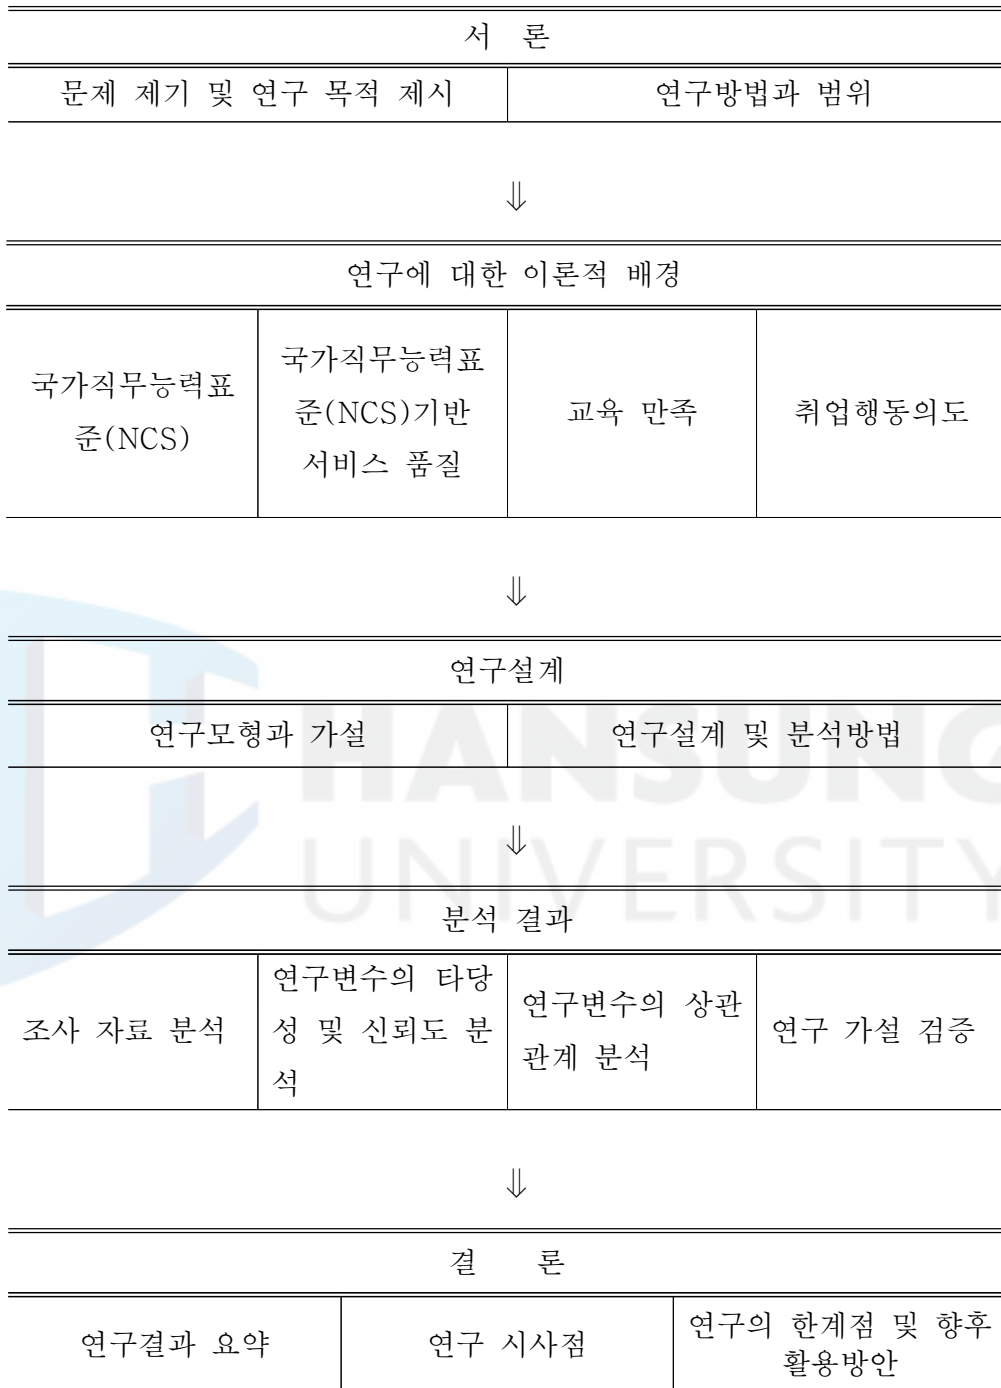 서 론
문제 제기 및 연구 목적 제시
연구방법과 범위
⇓
연구에 대한 이론적 배경
국가직무능력표
준(NCS)
국가직무능력표
준(NCS)기반
서비스 품질
교육 만족
취업행동의도
⇓
연구설계
연구모형과 가설
연구설계 및 분석방법
HANSUNG
⇓
UNIVERSITY
분석 결과
조사 자료 분석
연구변수의 타당
성 및 신뢰도 분
석
연구변수의 상관
관계 분석
연구 가설 검증
⇓
결 론
연구결과 요약
연구 시사점
연구의 한계점 및 향후
활용방안